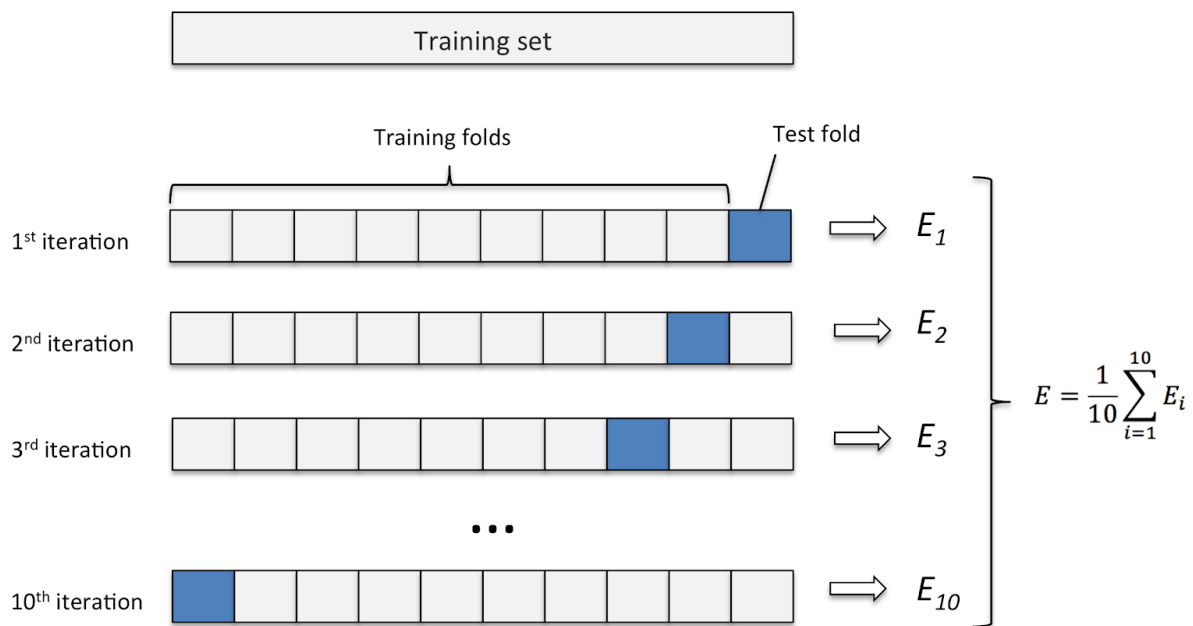 Training set
Training folds
Test fold
1st iteration
E1
2nd iteration
E2
3rd iteration
E3
E = 1/10 ∑ i=1 10 Ei
...
10th iteration
E10